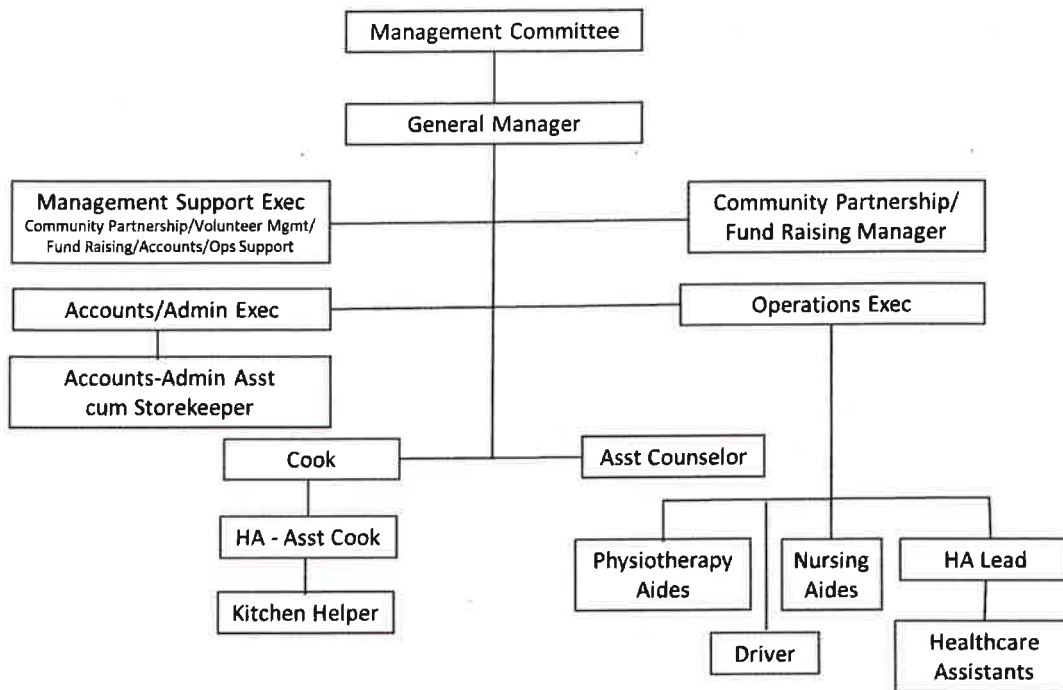 Management Committee
General Manager
Management Support Exec
Community Partnership/Volunteer Mgmt/
Fund Raising/Accounts/Ops Support
Community Partnership/
Fund Raising Manager
Accounts/Admin Exec
Operations Exec
Accounts-Admin Asst
cum Storekeeper
Cook
Asst Counselor
HA - Asst Cook
Physiotherapy
Aides
Nursing
Aides
HA Lead
Kitchen Helper
Driver
Healthcare
Assistants